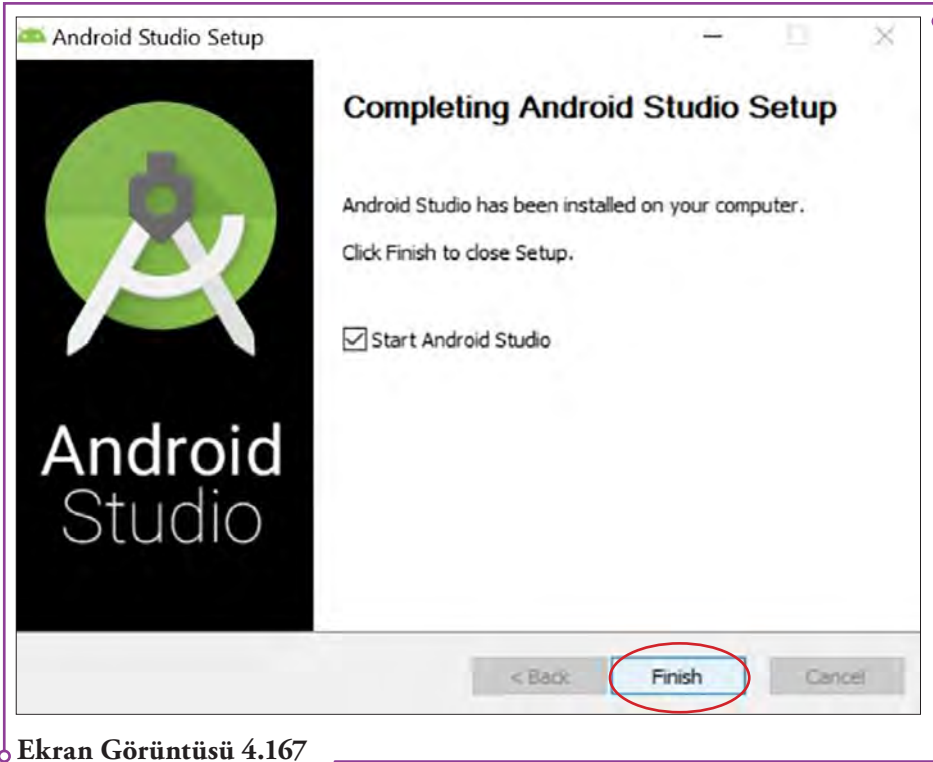 Android Studio Setup
Completing Android Studio Setup
Android Studio has been installed on your computer.
Click Finish to close Setup.
Start Android Studio
Android
Studio
< Back
Finish
Cancel
Ekran Görüntüsü 4.167